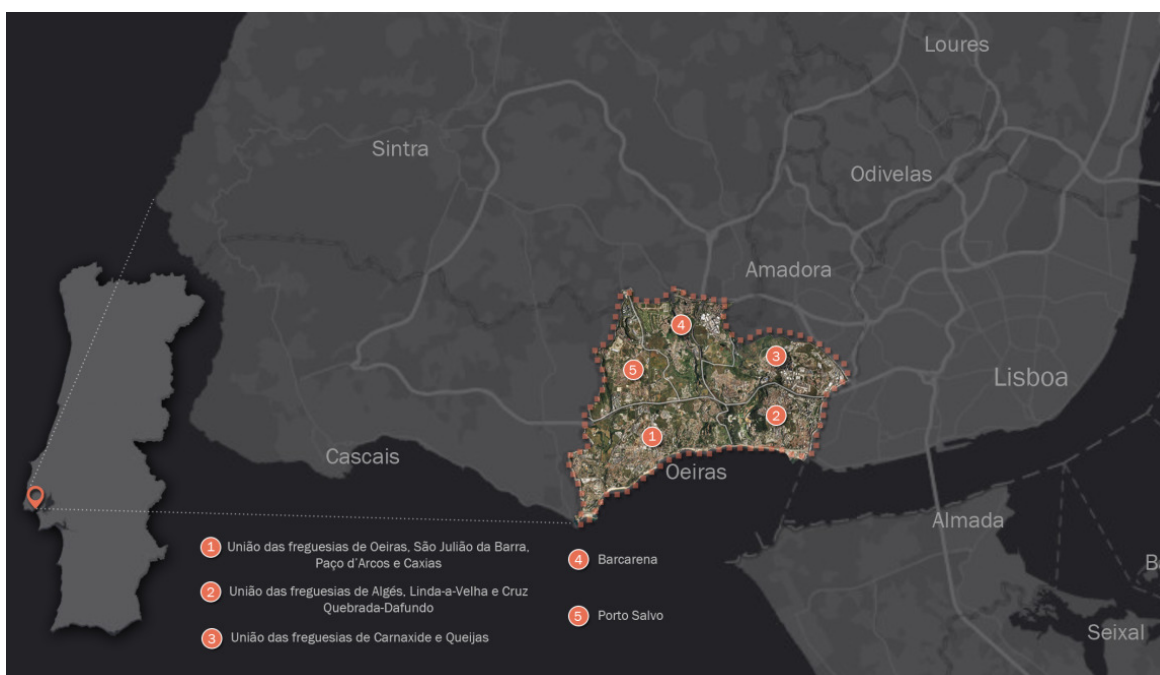 Loures
Sintra
Odivelas
Amadora
4
3
5
Lisboa
2
1
Cascais
Oeiras
Almada
Seixal
1 União das freguesias de Oeiras, São Julião da Barra,
Paço d'Arcos e Caxias
2 União das freguesias de Algés, Linda-a-Velha e Cruz
Quebrada-Dafundo
3 União das freguesias de Carnaxide e Queijas
4 Barcarena
5 Porto Salvo